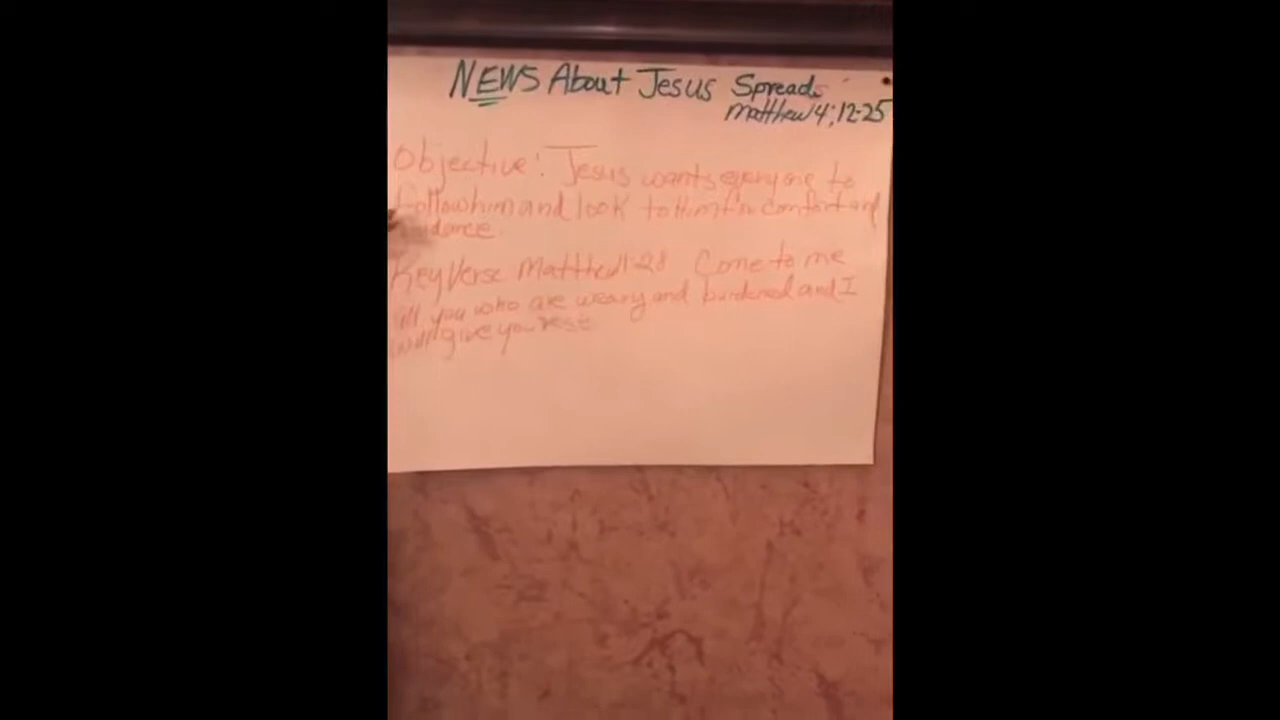 NEWS About Jesus Spreads
Matthew 4:12-25
Objective: Jesus wants everyone to
follow him and look to Him for comfort and
idance
Key Verse Matthew 11:28 Come to me
all you who are weary and burdened and I
will give you rest